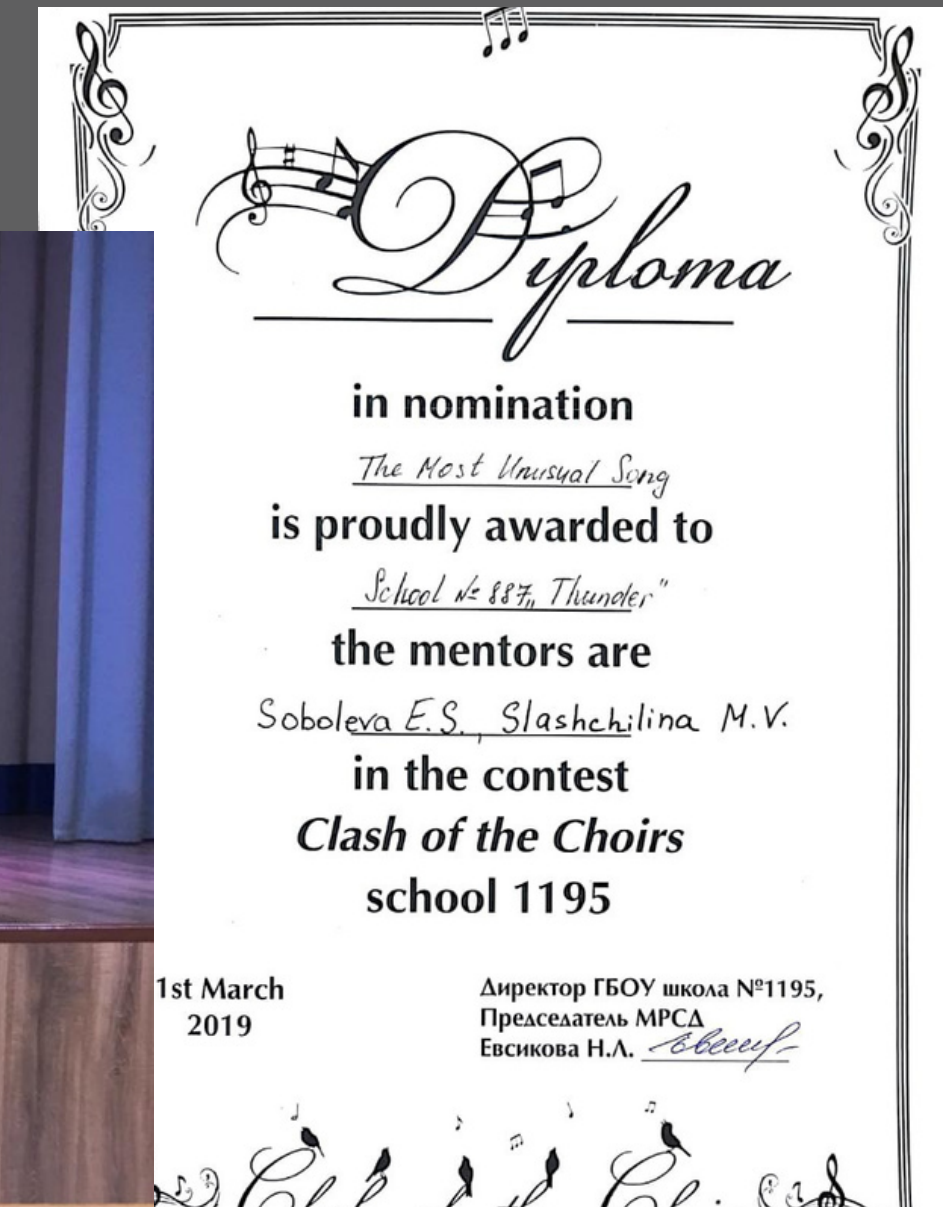 Diploma
in nomination
The Most Unusual Song
is proudly awarded to
School № 887 „Thunder"
the mentors are
Soboleva E.S., Slashchilina M.V.
in the contest
Clash of the Choirs
school 1195
1st March
2019
Директор ГБОУ школа №1195,
Председатель МРСД
Евсикова Н.Л.